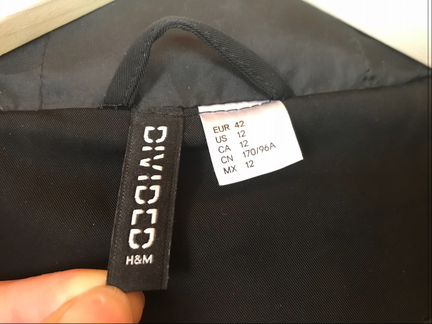 DIVIDED
H&M
EUR 42
US 12
CA 12
CN 170/96A
MX 12